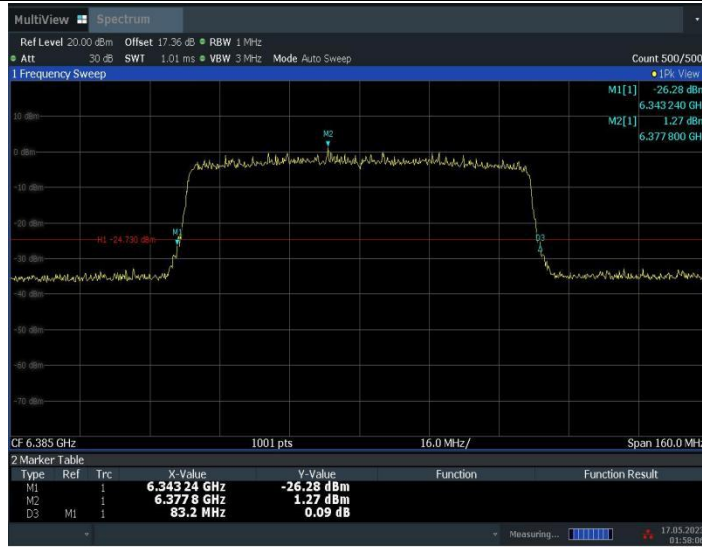 MultiView Spectrum
Ref Level 20.00 dBm Offset 17.36 dB RBW 1 MHz
Att 30 dB SWT 1.01 ms VBW 3 MHz Mode Auto Sweep Count 500/500
1 Frequency Sweep 1Pk View
M1[1] -26.28 dBm
6.343 240 GH
10 dBm
M2[1] 1.27 dBm
6.377 800 GH
M2
0 dBm
-10 dBm
-20 dBm
H1 -24.730 dBm M1 D3
-30 dBm
-40 dBm
-50 dBm
-60 dBm
-70 dBm
CF 6.385 GHz 1001 pts 16.0 MHz/ Span 160.0 MHz
2 Marker Table
Type Ref Trc X-Value Y-Value Function Function Result
M1 1 6.343 24 GHz -26.28 dBm
M2 1 6.377 8 GHz 1.27 dBm
D3 M1 1 83.2 MHz 0.09 dB
Measuring... 17.05.2023
01:58:06